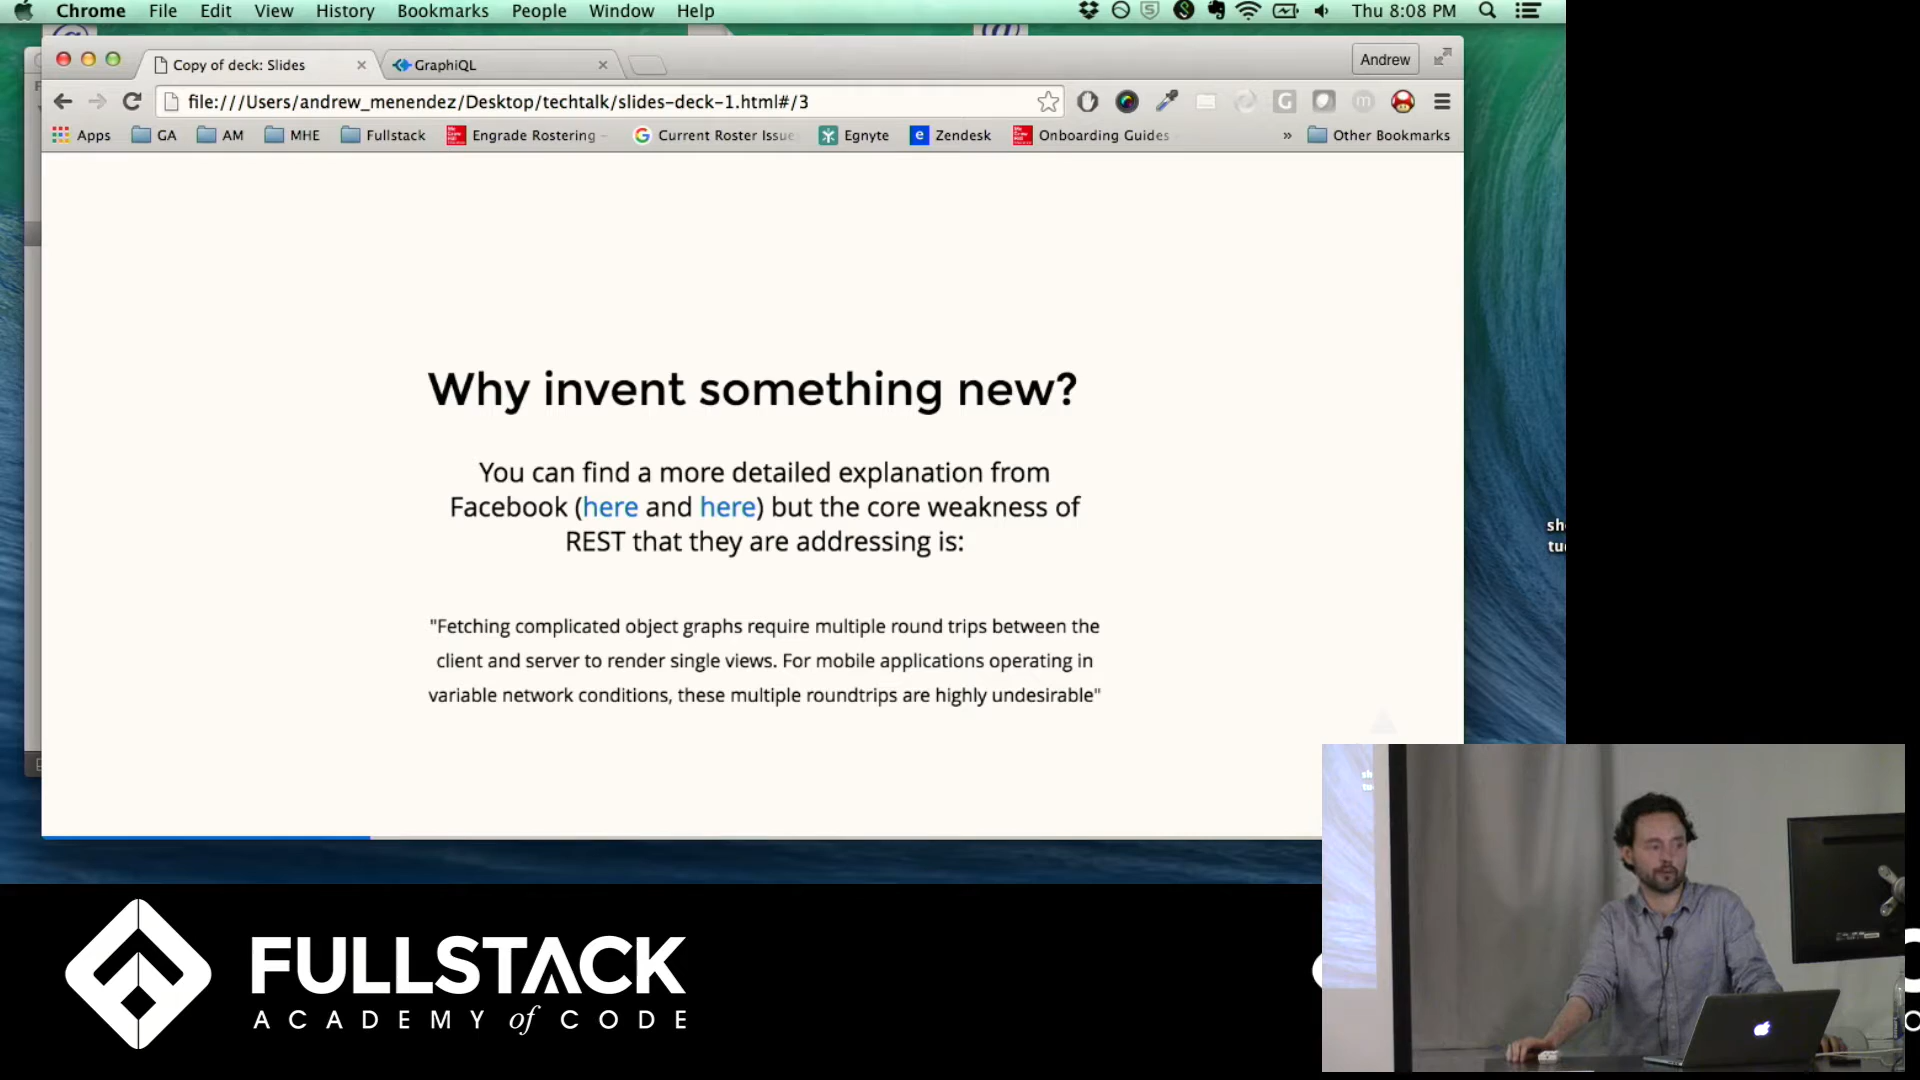 Chrome File Edit View History Bookmarks People Window Help Thu 8:08 PM
Copy of deck: Slides GraphiQL Andrew
file:///Users/andrew_menendez/Desktop/techtalk/slides-deck-1.html#/3
Apps GA AM MHE Fullstack Engrade Rostering – Current Roster Issue Egnyte Zendesk Onboarding Guides » Other Bookmarks
Why invent something new?
You can find a more detailed explanation from
Facebook (here and here) but the core weakness of
REST that they are addressing is:
"Fetching complicated object graphs require multiple round trips between the
client and server to render single views. For mobile applications operating in
variable network conditions, these multiple roundtrips are highly undesirable"
FULLSTACK
ACADEMY of CODE